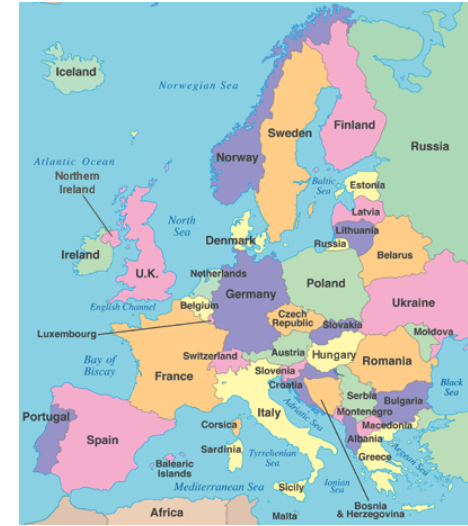 Iceland
Norwegian Sea
Sweden
Finland
Norway
Russia
Atlantic Ocean
Northern
Ireland
Baltic
Sea
Estonia
Latvia
North
Sea
Lithuania
Denmark
Russia
Ireland
Belarus
U.K.
Netherlands
Poland
Germany
English Channel
Belgium
Ukraine
Luxembourg
Czech
Republic
Slovakia
Moldova
Bay of
Biscay
Switzerland
Austria
Hungary
Romania
France
Slovenia
Croatia
Black
Sea
Serbia
Bulgaria
Italy
Adriatic
Sea
Montenegro
Portugal
Spain
Corsica
Macedonia
Albania
Sardinia
Tyrrehenian
Sea
Greece
Aegean Sea
Balearic
Islands
Mediterranean Sea
Sicily
Ionian
Sea
Africa
Malta
Bosnia
& Herzegovina